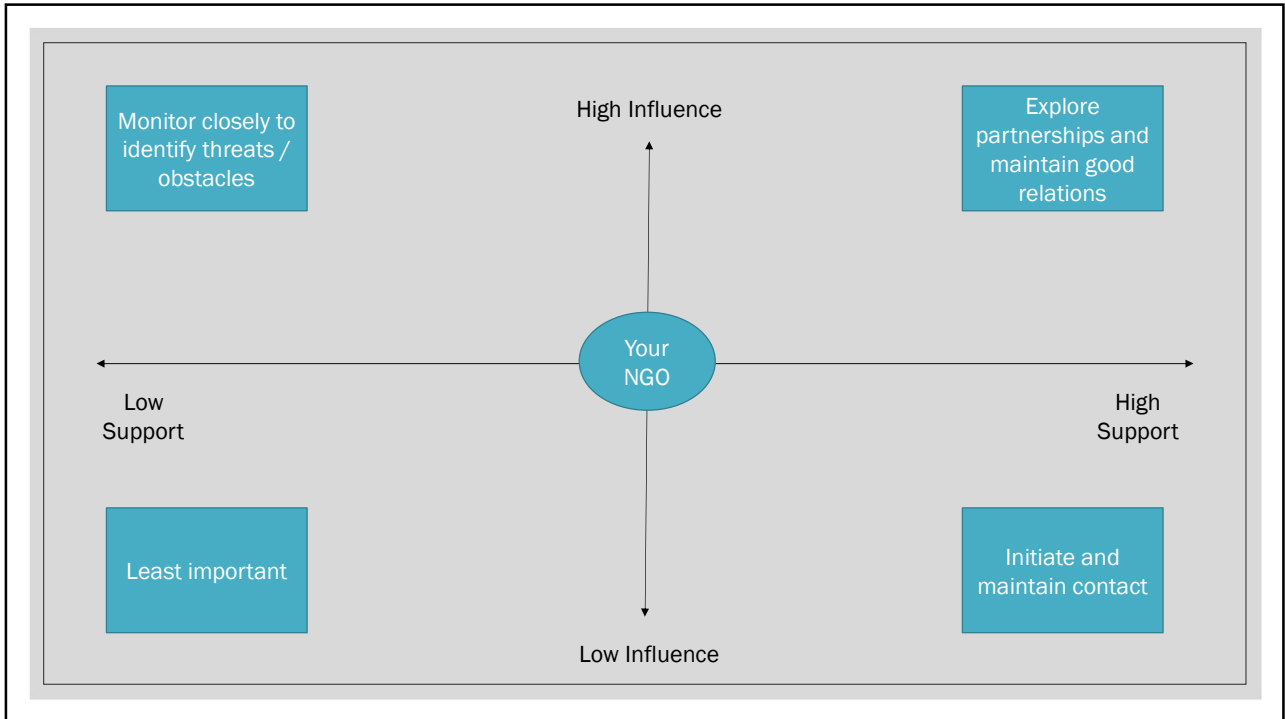 Monitor closely to
identify threats /
obstacles
High Influence
Explore
partnerships and
maintain good
relations
Your
NGO
Low
Support
High
Support
Least important
Initiate and
maintain contact
Low Influence